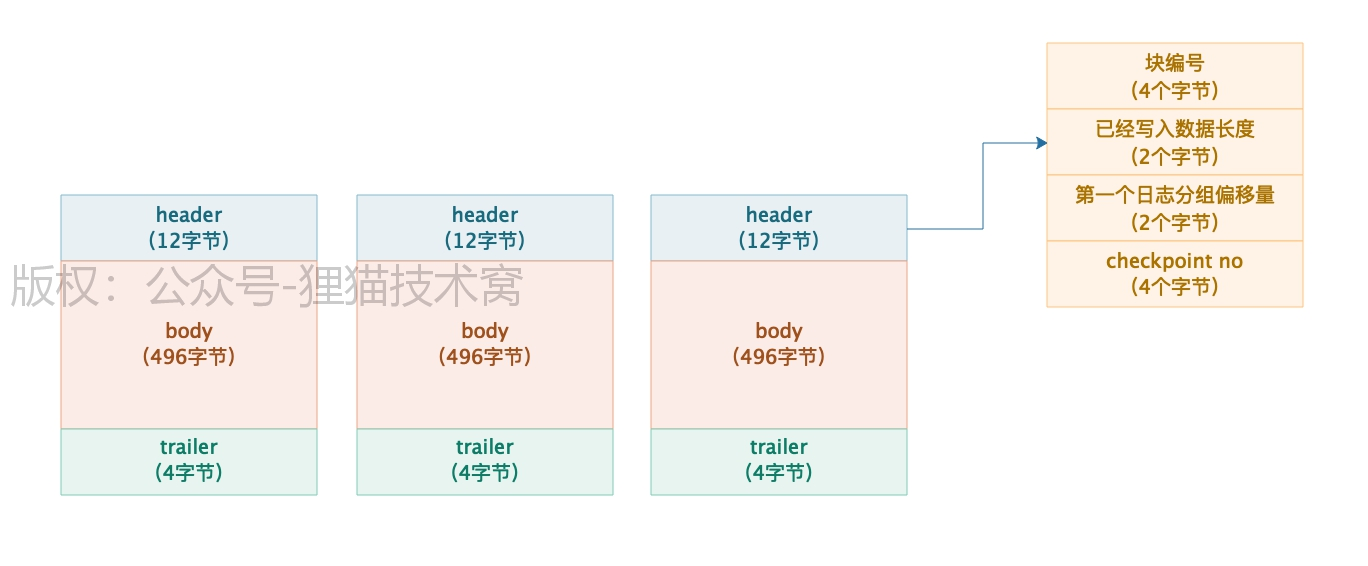 块编号
(4个字节)
已经写入数据长度
(2个字节)
第一个日志分组偏移量
(2个字节)
checkpoint no
(4个字节)
header
(12字节)
body
(496字节)
trailer
(4字节)
header
(12字节)
body
(496字节)
trailer
(4字节)
header
(12字节)
body
(496字节)
trailer
(4字节)
版权：公众号-狸猫技术窝